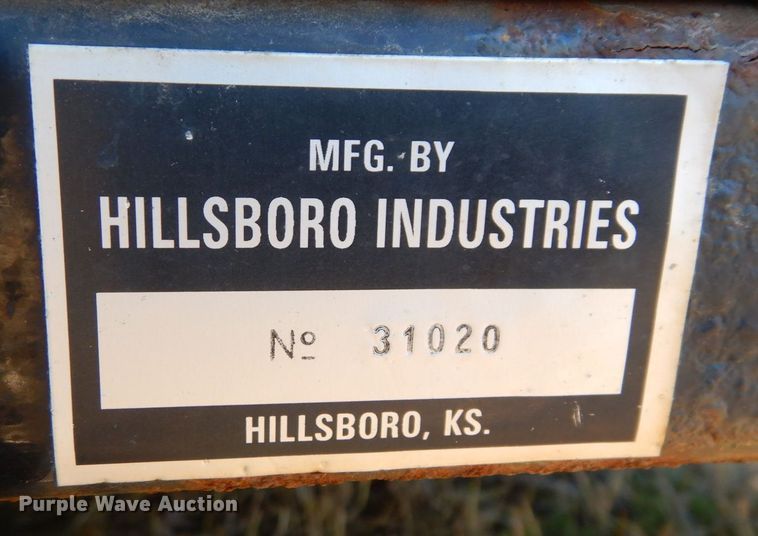 MFG. BY
HILLSBORO INDUSTRIES
Nº 31020
HILLSBORO, KS.
Purple Wave Auction